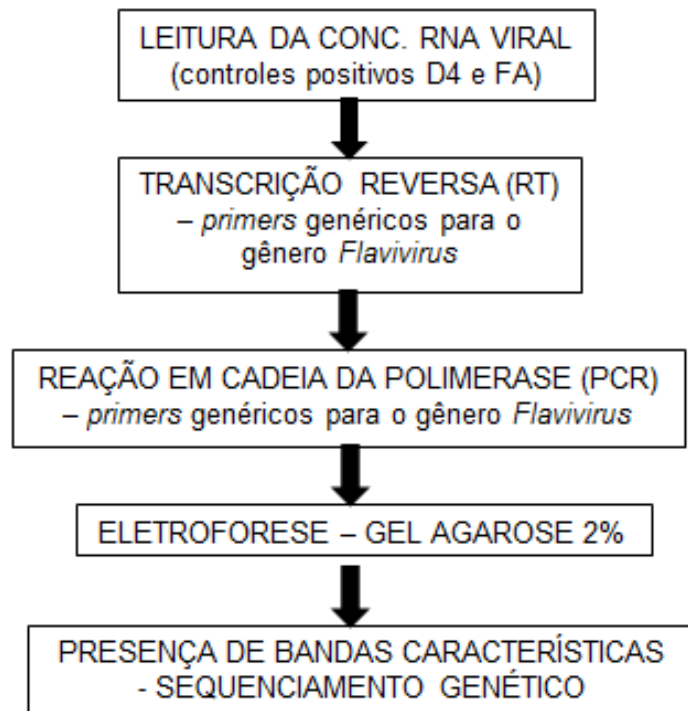 LEITURA DA CONC. RNA VIRAL
(controles positivos D4 e FA)
TRANSCRIÇÃO REVERSA (RT)
– primers genéricos para o
gênero Flavivirus
REAÇÃO EM CADEIA DA POLIMERASE (PCR)
– primers genéricos para o gênero Flavivirus
ELETROFORESE – GEL AGAROSE 2%
PRESENÇA DE BANDAS CARACTERÍSTICAS
- SEQUENCIAMENTO GENÉTICO